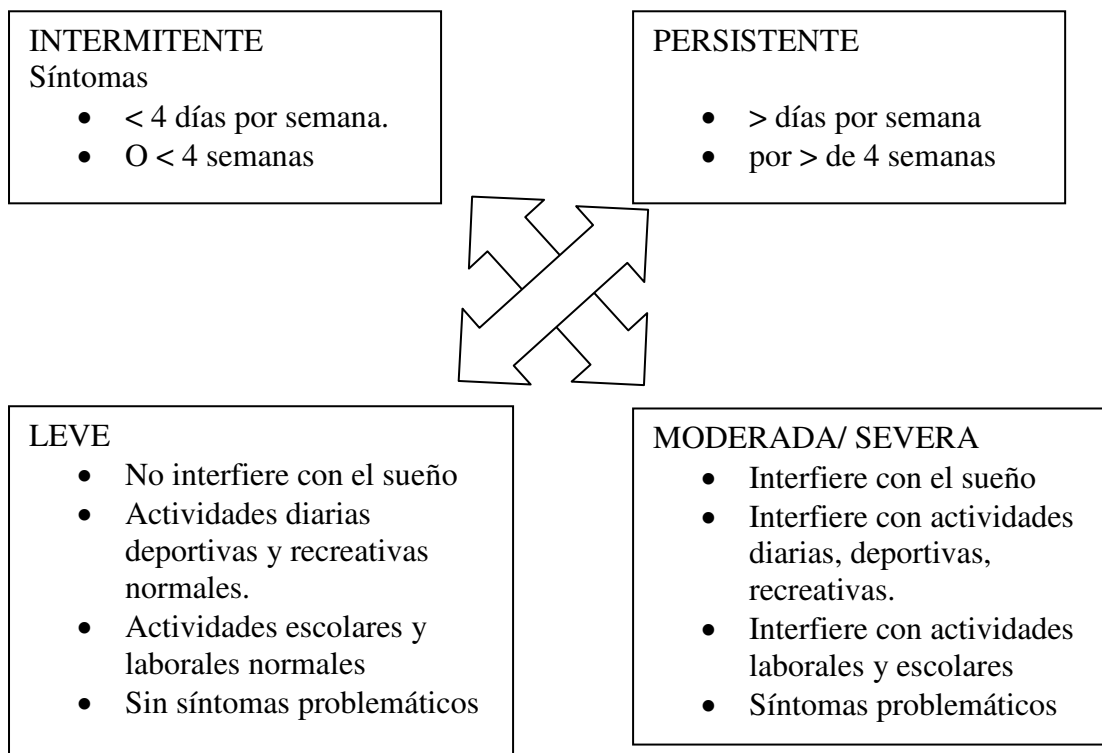 INTERMITENTE
Síntomas
• < 4 días por semana.
• O < 4 semanas
PERSISTENTE
• > días por semana
• por > de 4 semanas
LEVE
• No interfiere con el sueño
• Actividades diarias
deportivas y recreativas
normales.
• Actividades escolares y
laborales normales
• Sin síntomas problemáticos
MODERADA/ SEVERA
• Interfiere con el sueño
• Interfiere con actividades
diarias, deportivas,
recreativas.
• Interfiere con actividades
laborales y escolares
• Síntomas problemáticos